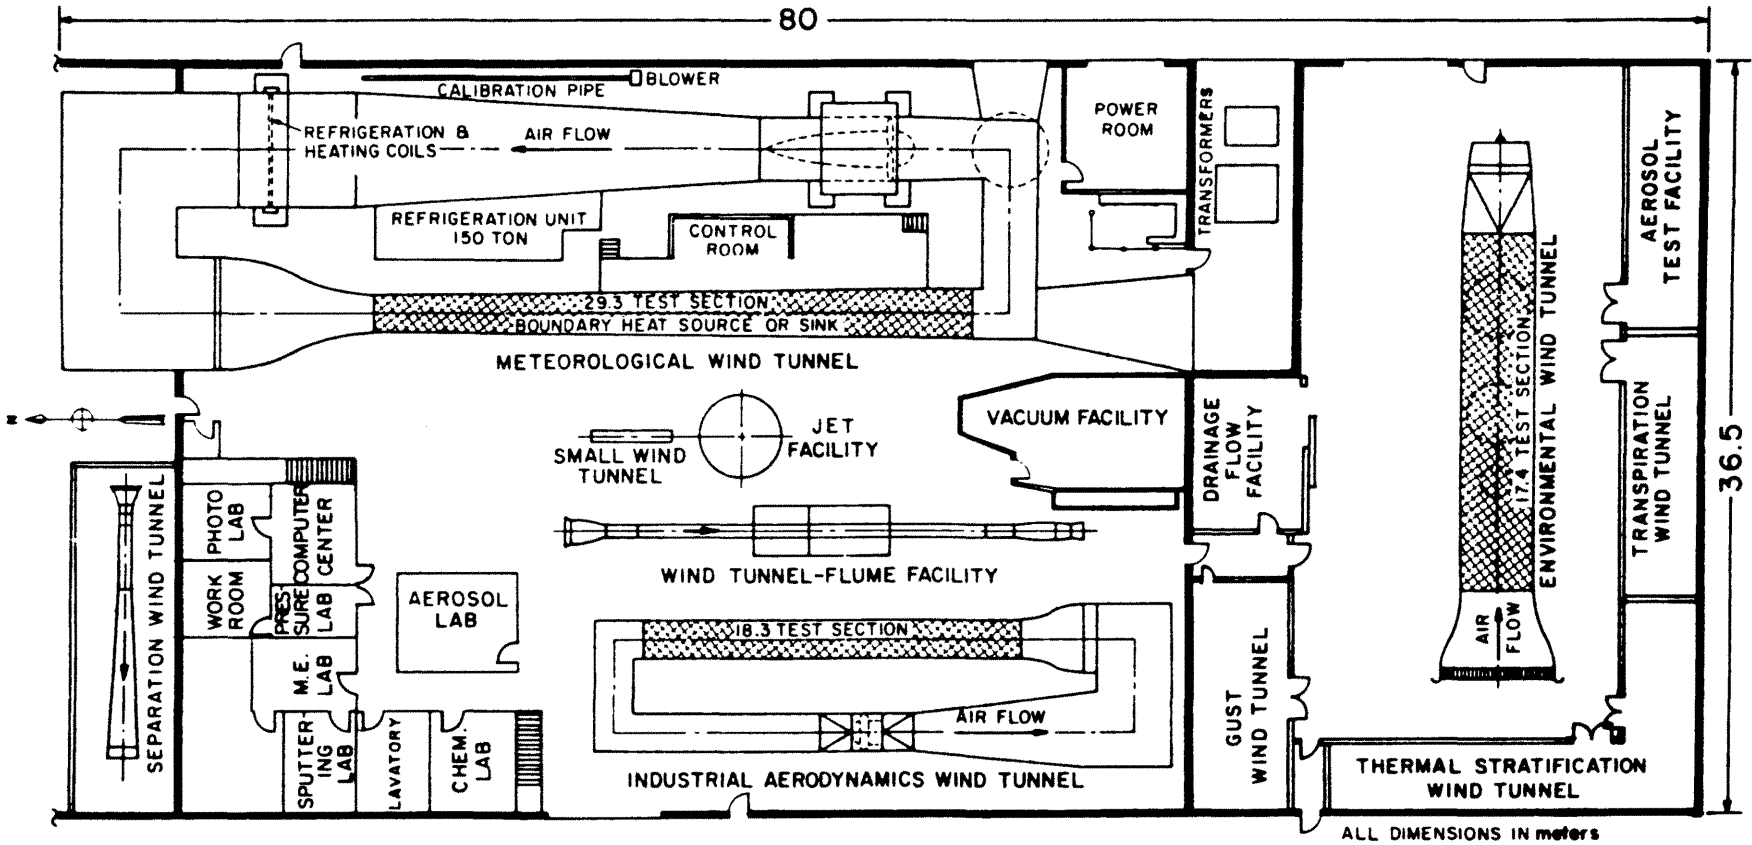 80
BLOWER
CALIBRATION PIPE
REFRIGERATION &
HEATING COILS
AIR FLOW
POWER
ROOM
TRANSFORMERS
REFRIGERATION UNIT
150 TON
CONTROL
ROOM
29.3 TEST SECTION
BOUNDARY HEAT SOURCE OR SINK
METEOROLOGICAL WIND TUNNEL
AEROSOL
TEST FACILITY
17.4 TEST SECTION
ENVIRONMENTAL WIND TUNNEL
AIR
FLOW
TRANSPIRATION
WIND TUNNEL
36.5
N
JET
FACILITY
SMALL WIND
TUNNEL
VACUUM FACILITY
DRAINAGE
FLOW
FACILITY
SEPARATION WIND TUNNEL
PHOTO
LAB
COMPUTER
CENTER
WORK
ROOM
PRES-
SURE
LAB
M.E.
LAB
AEROSOL
LAB
WIND TUNNEL-FLUME FACILITY
18.3 TEST SECTION
AIR FLOW
INDUSTRIAL AERODYNAMICS WIND TUNNEL
SPUTTER-
ING
LAB
LAVATORY
CHEM.
LAB
GUST
WIND TUNNEL
THERMAL STRATIFICATION
WIND TUNNEL
ALL DIMENSIONS IN meters